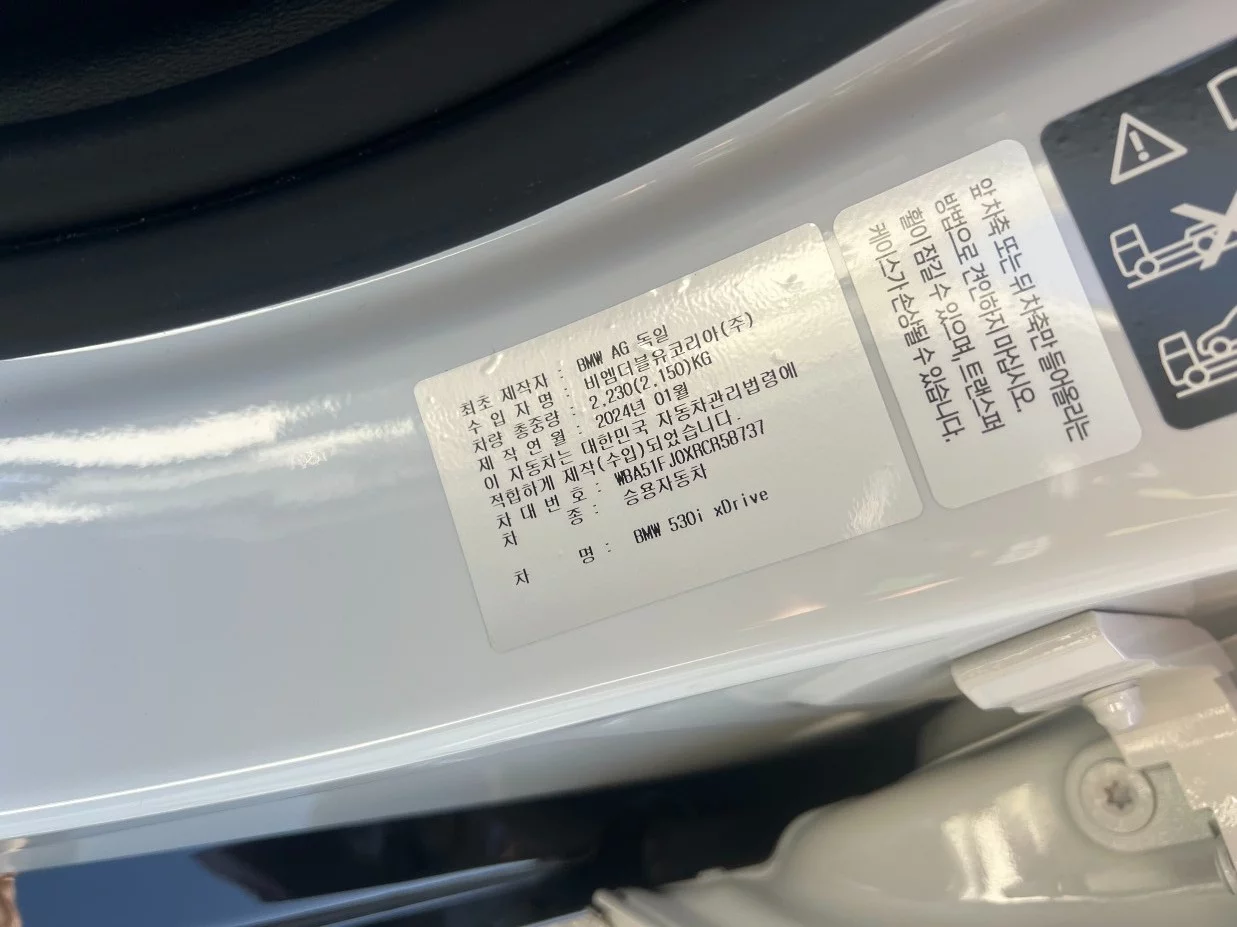 최초 제작자 : BMW AG 독일
수 입 자 명 : 비엠더블유코리아(주)
차량 총중량 : 2.230(2.150)KG
제 작 연 월 : 2024년 01월
이 자동차는 대한민국 자동차관리법령에
적합하게 제작(수입)되었습니다.
차 대 번 호 : WBA51FJ0XRCR58737
차 종 : 승용자동차
차 명 : BMW 530i xDrive
앞 차축 또는 뒤 차축만 들어올리는
방법으로 견인하지 마십시오.
휠이 잠길 수 있으며, 트랜스퍼
케이스가 손상될 수 있습니다.